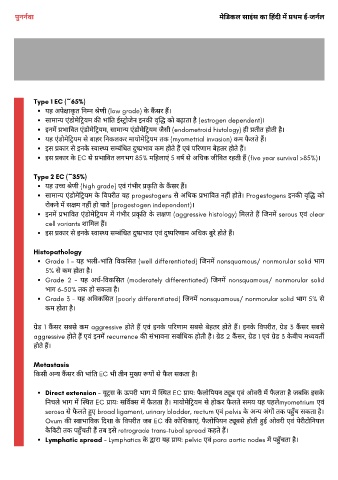 पुनर्नवा
मेडिकल साइंस का हिंदी में प्रथम ई-जर्नल
Type 1 EC (~65%)
• यह अपेक्षाकृत निम्न श्रेणी (low grade) के कैंसर हैं।
• सामान्य एंडोमेट्रियम की भांति ईस्ट्रोजेन इनकी वृद्धि को बढ़ाता है (estrogen dependent)।
• इनमें प्रभावित एंडोमेट्रियम, सामान्य एंडोमेट्रियम जैसी (endometroid histology) ही प्रतीत होती है।
• यह एंडोमेट्रियम से बाहर निकलकर मायोमेट्रियम तक (myometrial invasion) कम फैलते हैं।
• इस प्रकार से इनके स्वास्थ्य सम्बंधित दुष्प्रभाव कम होते हैं एवं परिणाम बेहतर होते हैं।
• इस प्रकार के EC से प्रभावित लगभग 85% महिलाएं 5 वर्ष से अधिक जीवित रहती हैं (five year survival >85%)।
Type 2 EC (~35%)
• यह उच्च श्रेणी (high grade) एवं गंभीर प्रकृति के कैंसर हैं।
• सामान्य एंडोमेट्रियम के विपरीत यह progestogens से अधिक प्रभावित नहीं होते। Progestogens इनकी वृद्धि को
रोकने में सक्षम नहीं हो पाते (progestogen independent)।
• इनमें प्रभावित एंडोमेट्रियम में गंभीर प्रकृति के लक्षण (aggressive histology) मिलते हैं जिनमें serous एवं clear
cell variants शामिल हैं।
• इस प्रकार से इनके स्वास्थ्य सम्बंधित दुष्प्रभाव एवं दुष्परिणाम अधिक बुरे होते हैं।
Histopathology
• Grade 1 - यह भली-भांति विकसित (well differentiated) जिनमें nonsquamous/ nonmorular solid भाग
5% से कम होता है।
• Grade 2 - यह अर्ध-विकसित (moderately differentiated) जिनमें nonsquamous/ nonmorular solid
भाग 6-50% तक हो सकता है।
• Grade 3 - यह अविकसित (poorly differentiated) जिनमें nonsquamous/ nonmorular solid भाग 5% से
कम होता है।
ग्रेड 1 कैंसर सबसे कम aggressive होते हैं एवं इनके परिणाम सबसे बेहतर होते हैं। इनके विपरीत, ग्रेड 3 कैंसर सबसे
aggressive होते हैं एवं इनमें recurrence की संभावना सर्वाधिक होती है। ग्रेड 2 कैंसर, ग्रेड 1 एवं ग्रेड 3 के बीच मध्यवर्ती
होते हैं।
Metastasis
किसी अन्य कैंसर की भांति EC भी तीन मुख्य रूपों से फैल सकता है।
• Direct extension - यूट्रस के ऊपरी भाग में स्थित EC प्रायः फैलोपियन ट्यूब एवं ओवरी में फैलता है जबकि इसके
निचले भाग में स्थित EC प्रायः सर्विक्स में फैलता है। मायोमेट्रियम से होकर फैलते समय यह पहलेmyometrium एवं
serosa से फैलते हुए broad ligament, urinary bladder, rectum एवं pelvis के अन्य अंगों तक पहुँच सकता है।
Ovum की स्वाभाविक दिशा के विपरीत जब EC की कोशिकाएं, फैलोपियन ट्यूबसे होती हुई ओवरी एवं पेरीटोनियल
कैविटी तक पहुँचती हैं तब इसे retrograde trans-tubal spread कहते हैं।
• Lymphatic spread - Lymphatics के द्वारा यह प्रायः pelvic एवं para aortic nodes में पहुँचता है।